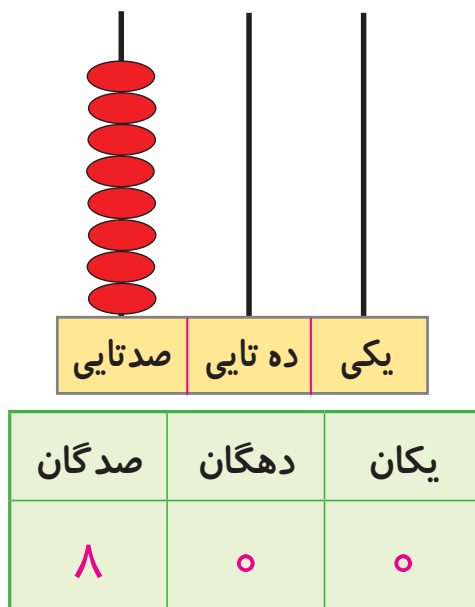 یکی ده تایی صدتایی
یکان دهگان صدگان
۰ ۰ ۸